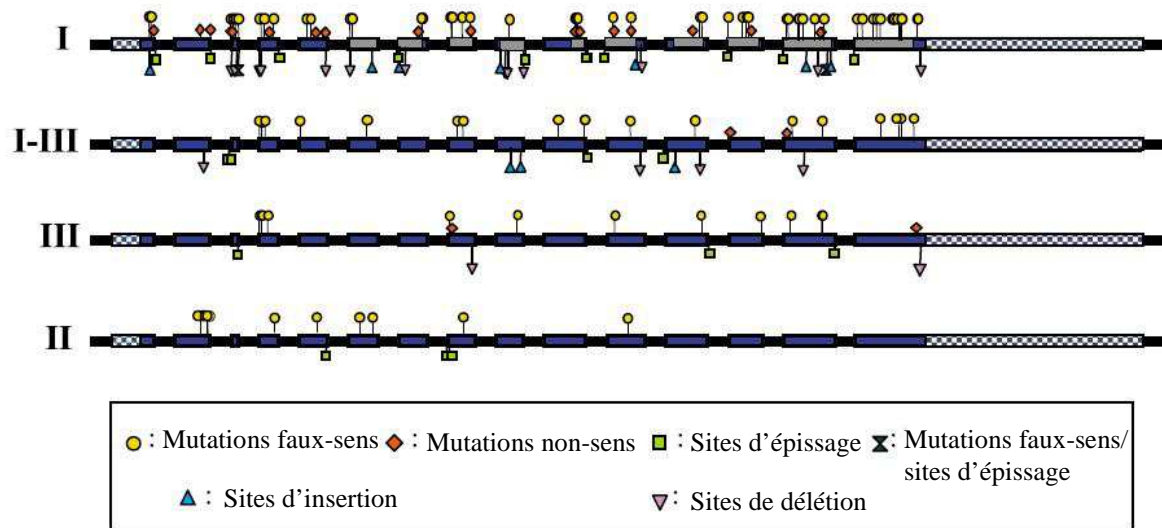 I
I-III
III
II
: Mutations faux-sens : Mutations non-sens : Sites d'épissage : Mutations faux-sens/
sites d'épissage
: Sites d'insertion : Sites de délétion